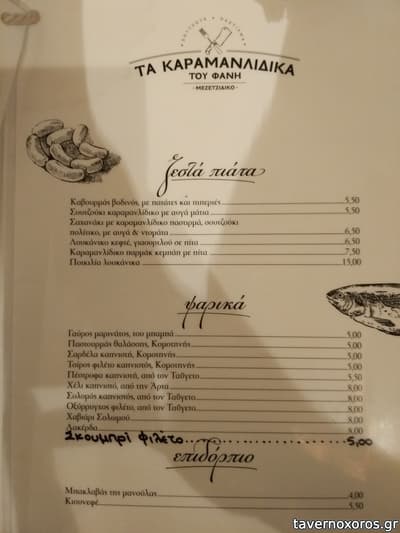 ΤΑ ΚΑΡΑΜΑΝΛΙΔΙΚΑ
ΤΟΥ ΦΑΝΗ
· ΜΕΖΕΤΖΙΔΙΚΟ ·
ζεστά πιάτα
Καβουρμάς βοδινός, με πατάτες και πιπεριές 5,50
Σουτζούκι καραμανλίδικο με αυγά μάτια 5,50
Σαχανάκι με καραμανλίδικο παστουρμά, σουτζούκι
πολίτικο, με αυγά & ντομάτα 6,50
Λουκάνικο κεφτέ, γιαουρτλού σε πίτα 6,50
Καραμανλίδικο παρμάκ κεμπάπ με πίτα 7,50
Ποικιλία λουκάνικα 15,00
ψαρικά
Γαύρος μαρινάτος, του μπαμπά 5,00
Παστουρμάς θαλάσσης, Κομοτηνής 5,00
Σαρδέλα καπνιστή, Κομοτηνής 5,00
Τσίρος φιλέτο καπνιστός, Κομοτηνής 5,00
Πέστροφα καπνιστή, από τον Ταΰγετο 5,50
Χέλι καπνιστό, από την Άρτα 8,00
Σολομός καπνιστός, από τον Ταΰγετο 8,00
Οξύρρυγχος φιλέτο, από τον Ταΰγετο 8,00
Χαβιάρι Σολομού 8,00
Λακέρδα 8,00
Σκουμπρί φιλέτο 5,00
επιδόρπιο
Μπακλαβάς της μανούλας 4,00
Κιουνεφέ 5,50
tavernoxoros.gr